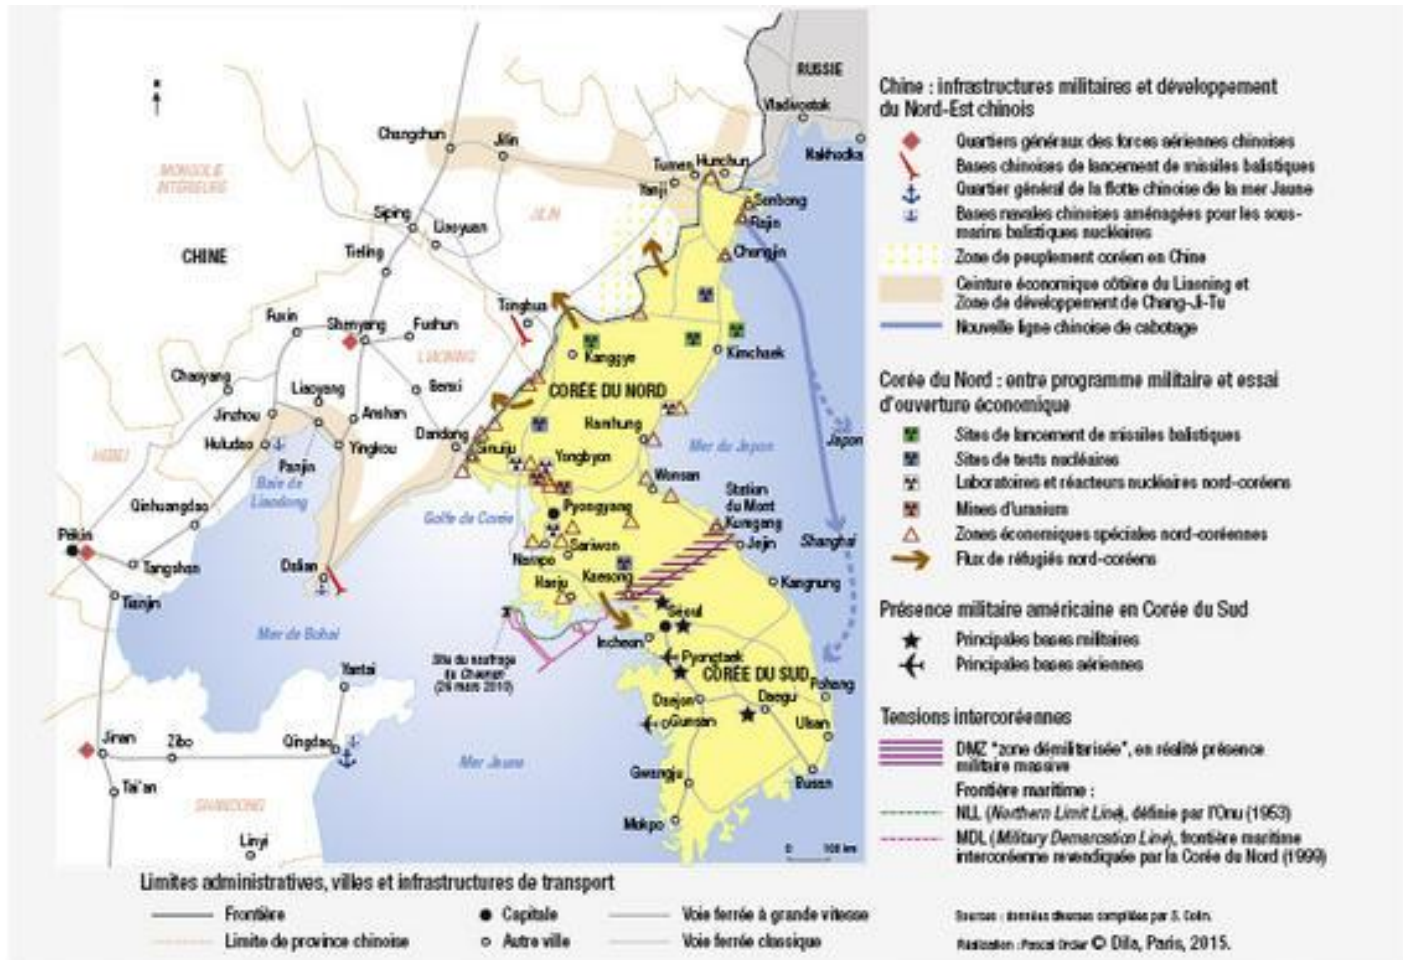 RUSSIE
Vladivostok
Nakhodka
Changchun
Jilin
Tumen
Hunchun
Yanji
MONGOLIE
INTÉRIEURE
JILIN
Sonbong
Rajin
Siping
Liaoyuan
Chongjin
CHINE
Tieling
Tonghua
Fuxin
Shenyang
Fushun
Kimchaek
Kanggye
LIAONING
Chaoyang
Liaoyang
Benxi
CORÉE DU NORD
Jinzhou
Anshan
Hamhung
Huludao
Dandong
Yingkou
Sinuiju
Yongbyon
Mer du Japon
Japon
HEBEI
Panjin
Baie de
Liaodong
Wonsan
Station
du Mont
Kumgang
Qinhuangdao
Golfe de Corée
Pyongyang
Pékin
Shanghai
Jejin
Sariwon
Nampo
Tangshan
Dalian
Haeju
Kaesong
Kangnung
Tianjin
Séoul
Mer de Bohai
Incheon
Site du naufrage
du Cheonan
(26 mars 2010)
Pyongtaek
Yantai
CORÉE DU SUD
Pohang
Daejon
Daegu
Gunsan
Ulsan
Jinan
Zibo
Qingdao
Mer Jaune
Gwangju
Busan
Tai'an
SHANDONG
Mokpo
Linyi
0 100 km
Chine : infrastructures militaires et développement
du Nord-Est chinois
Quartiers généraux des forces aériennes chinoises
Bases chinoises de lancement de missiles balistiques
Quartier général de la flotte chinoise de la mer Jaune
Bases navales chinoises aménagées pour les sous-
marins balistiques nucléaires
Zone de peuplement coréen en Chine
Ceinture économique côtière du Liaoning et
Zone de développement de Chang-Ji-Tu
Nouvelle ligne chinoise de cabotage
Corée du Nord : entre programme militaire et essai
d'ouverture économique
Sites de lancement de missiles balistiques
Sites de tests nucléaires
Laboratoires et réacteurs nucléaires nord-coréens
Mines d'uranium
Zones économiques spéciales nord-coréennes
Flux de réfugiés nord-coréens
Présence militaire américaine en Corée du Sud
Principales bases militaires
Principales bases aériennes
Tensions intercoréennes
DMZ "zone démilitarisée", en réalité présence
militaire massive
Frontière maritime :
NLL (Northern Limit Line), définie par l'Onu (1953)
MDL (Military Demarcation Line), frontière maritime
intercoréenne revendiquée par la Corée du Nord (1999)
Limites administratives, villes et infrastructures de transport
Frontière
Capitale
Voie ferrée à grande vitesse
Limite de province chinoise
Autre ville
Voie ferrée classique
Sources : données diverses compilées par S. Colin.
Réalisation : Pascal Orcier © Dila, Paris, 2015.